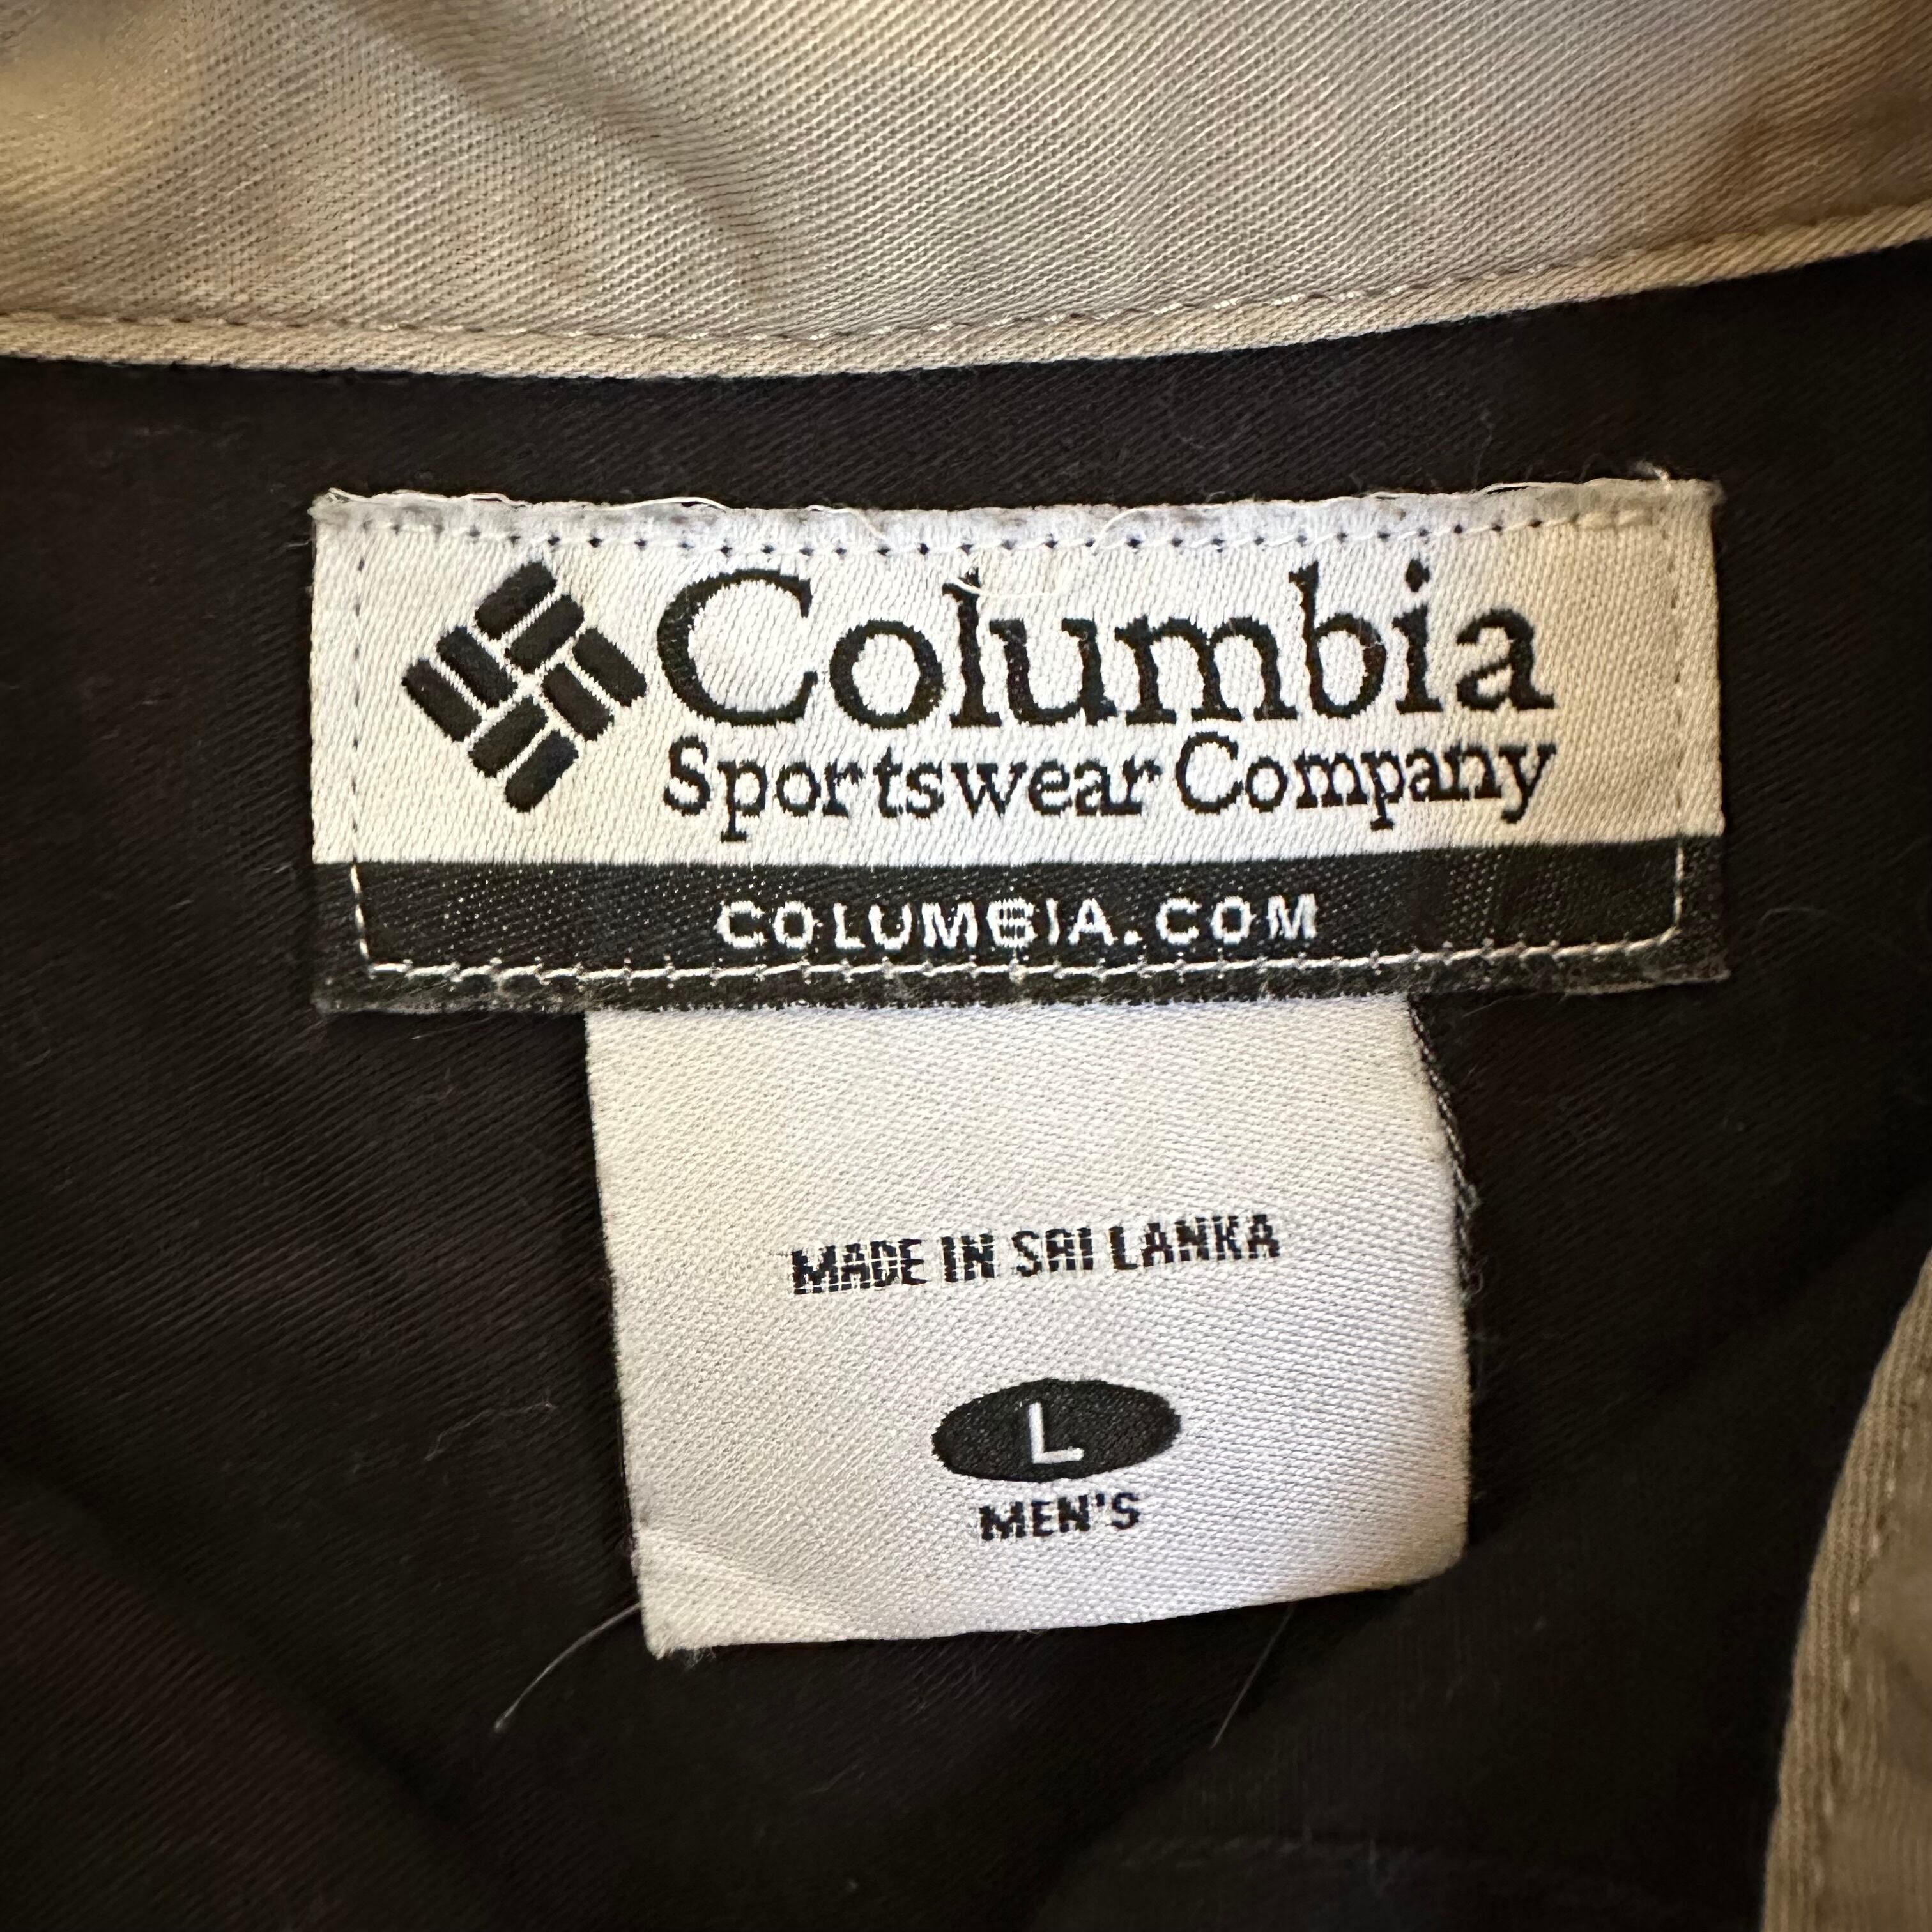 Columbia
Sportswear Company
COLUMBIA.COM
MADE IN SRI LANKA
L
MEN'S